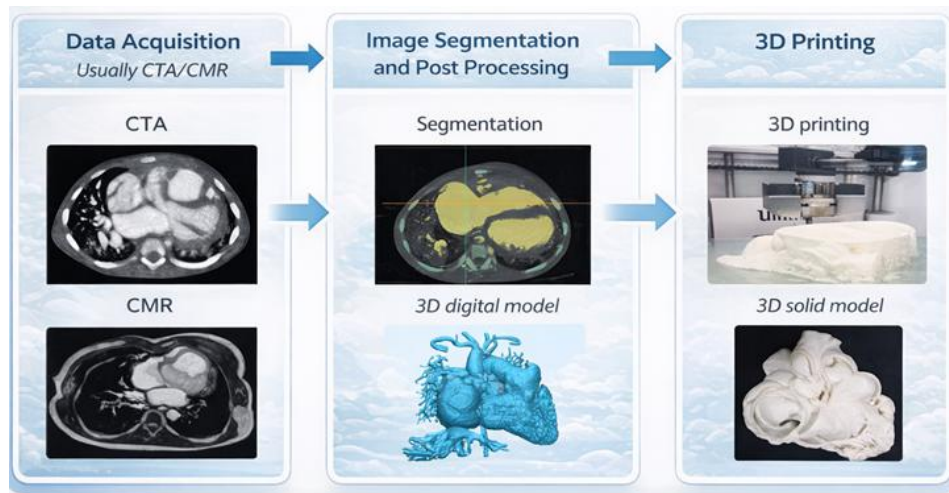 Data Acquisition
Usually CTA/CMR
CTA
CMR
Image Segmentation
and Post Processing
Segmentation
3D digital model
3D Printing
3D printing
3D solid model